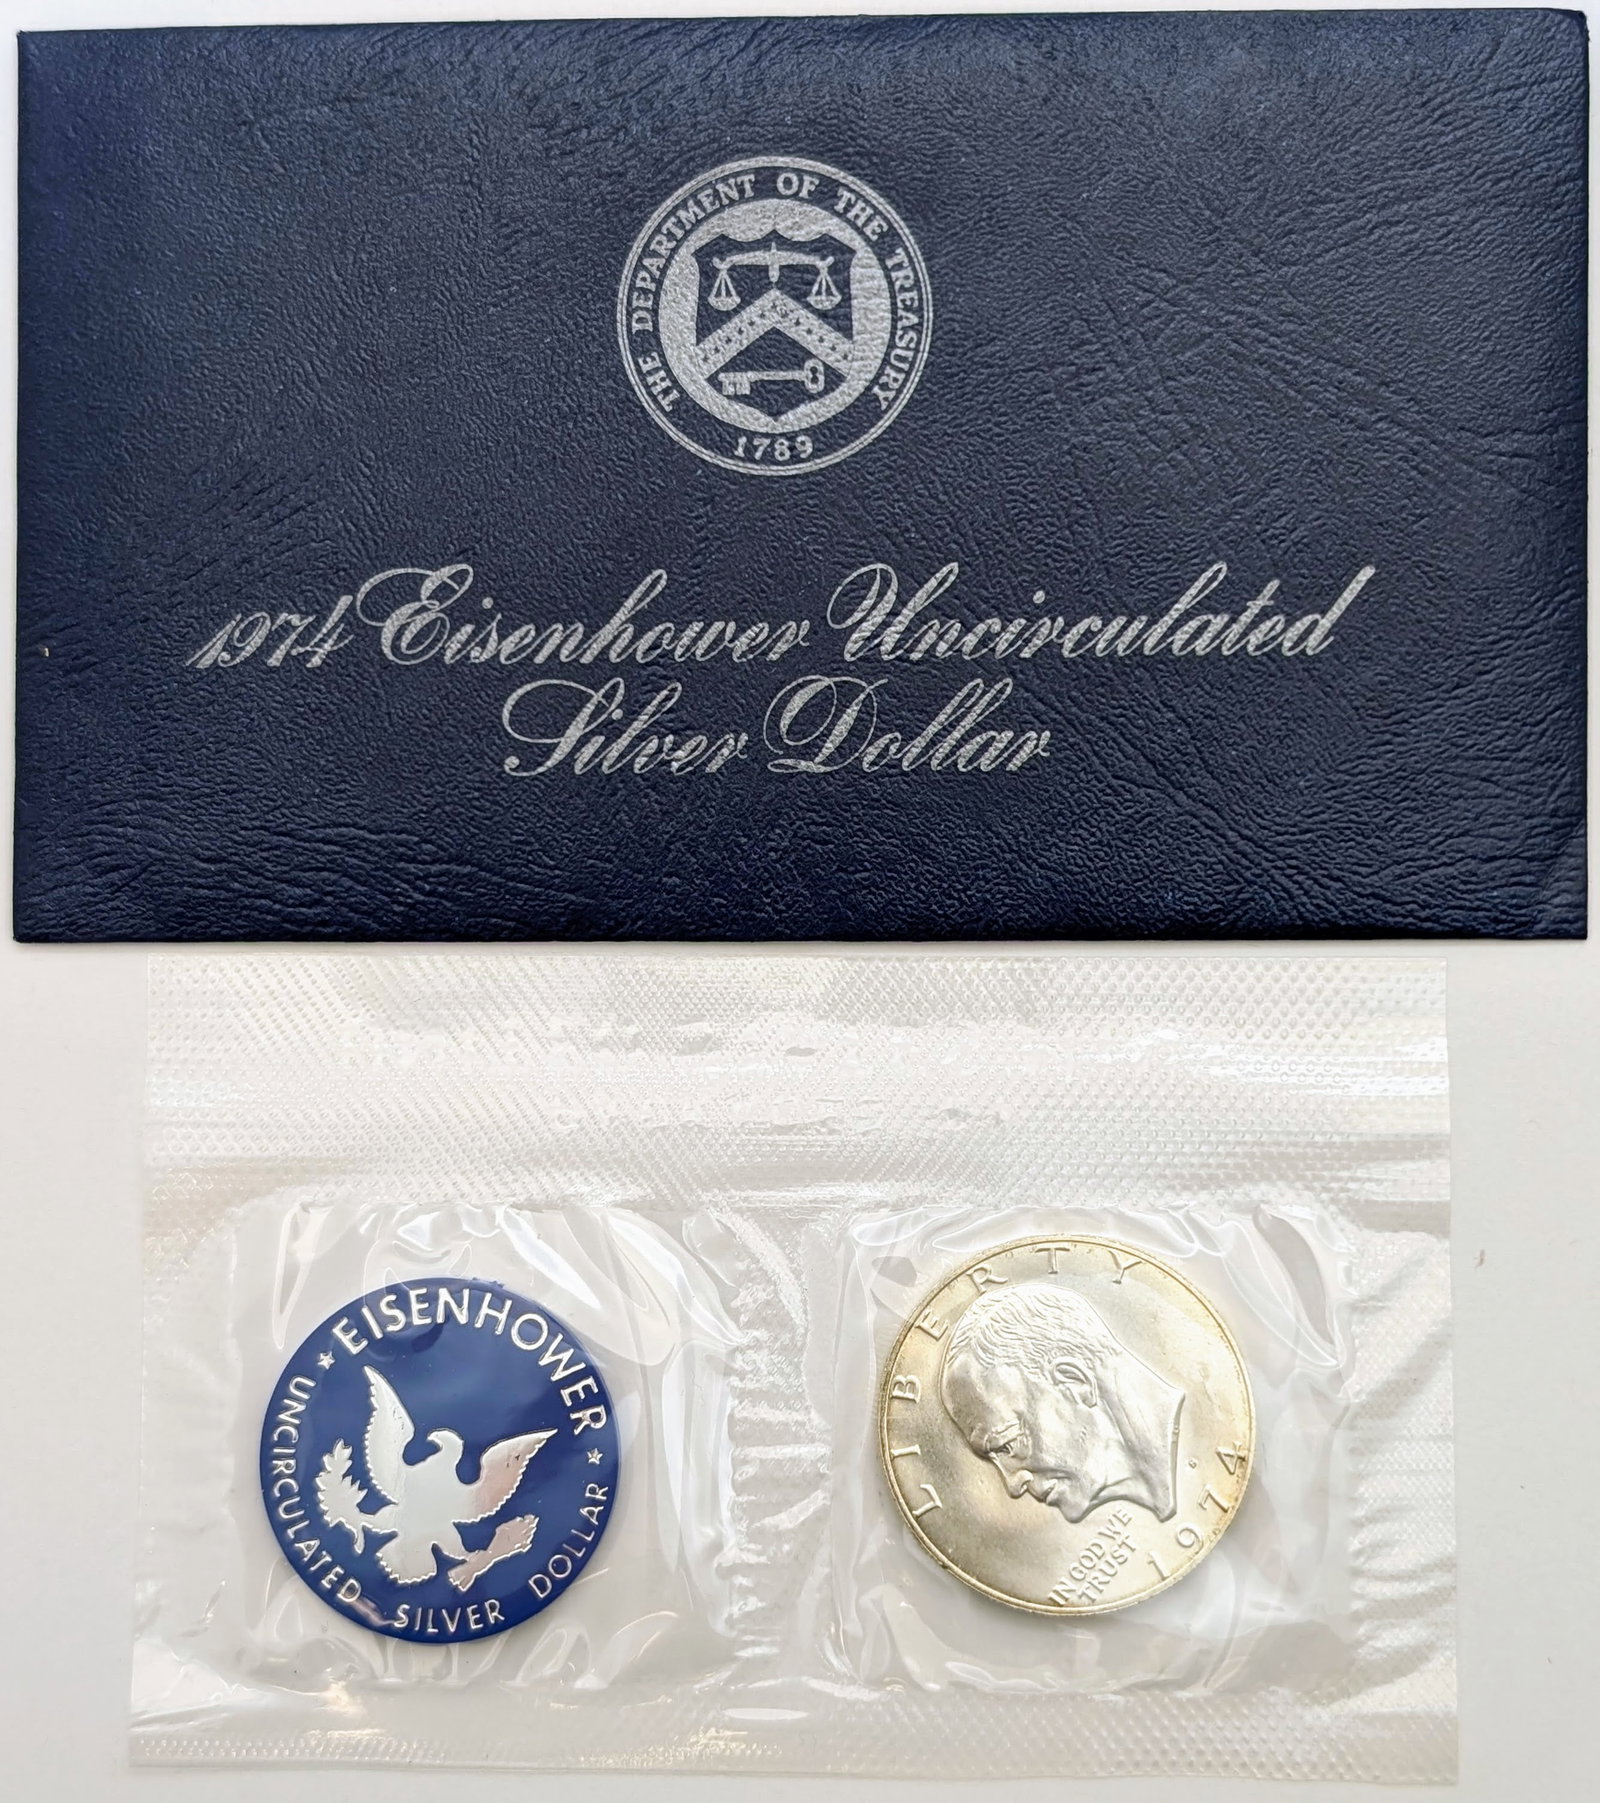 THE DEPARTMENT OF THE TREASURY
1789
1974 Eisenhower Uncirculated
Silver Dollar
EISENHOWER
UNCIRCULATED SILVER DOLLAR
LIBERTY
IN GOD WE
TRUST
1974
S